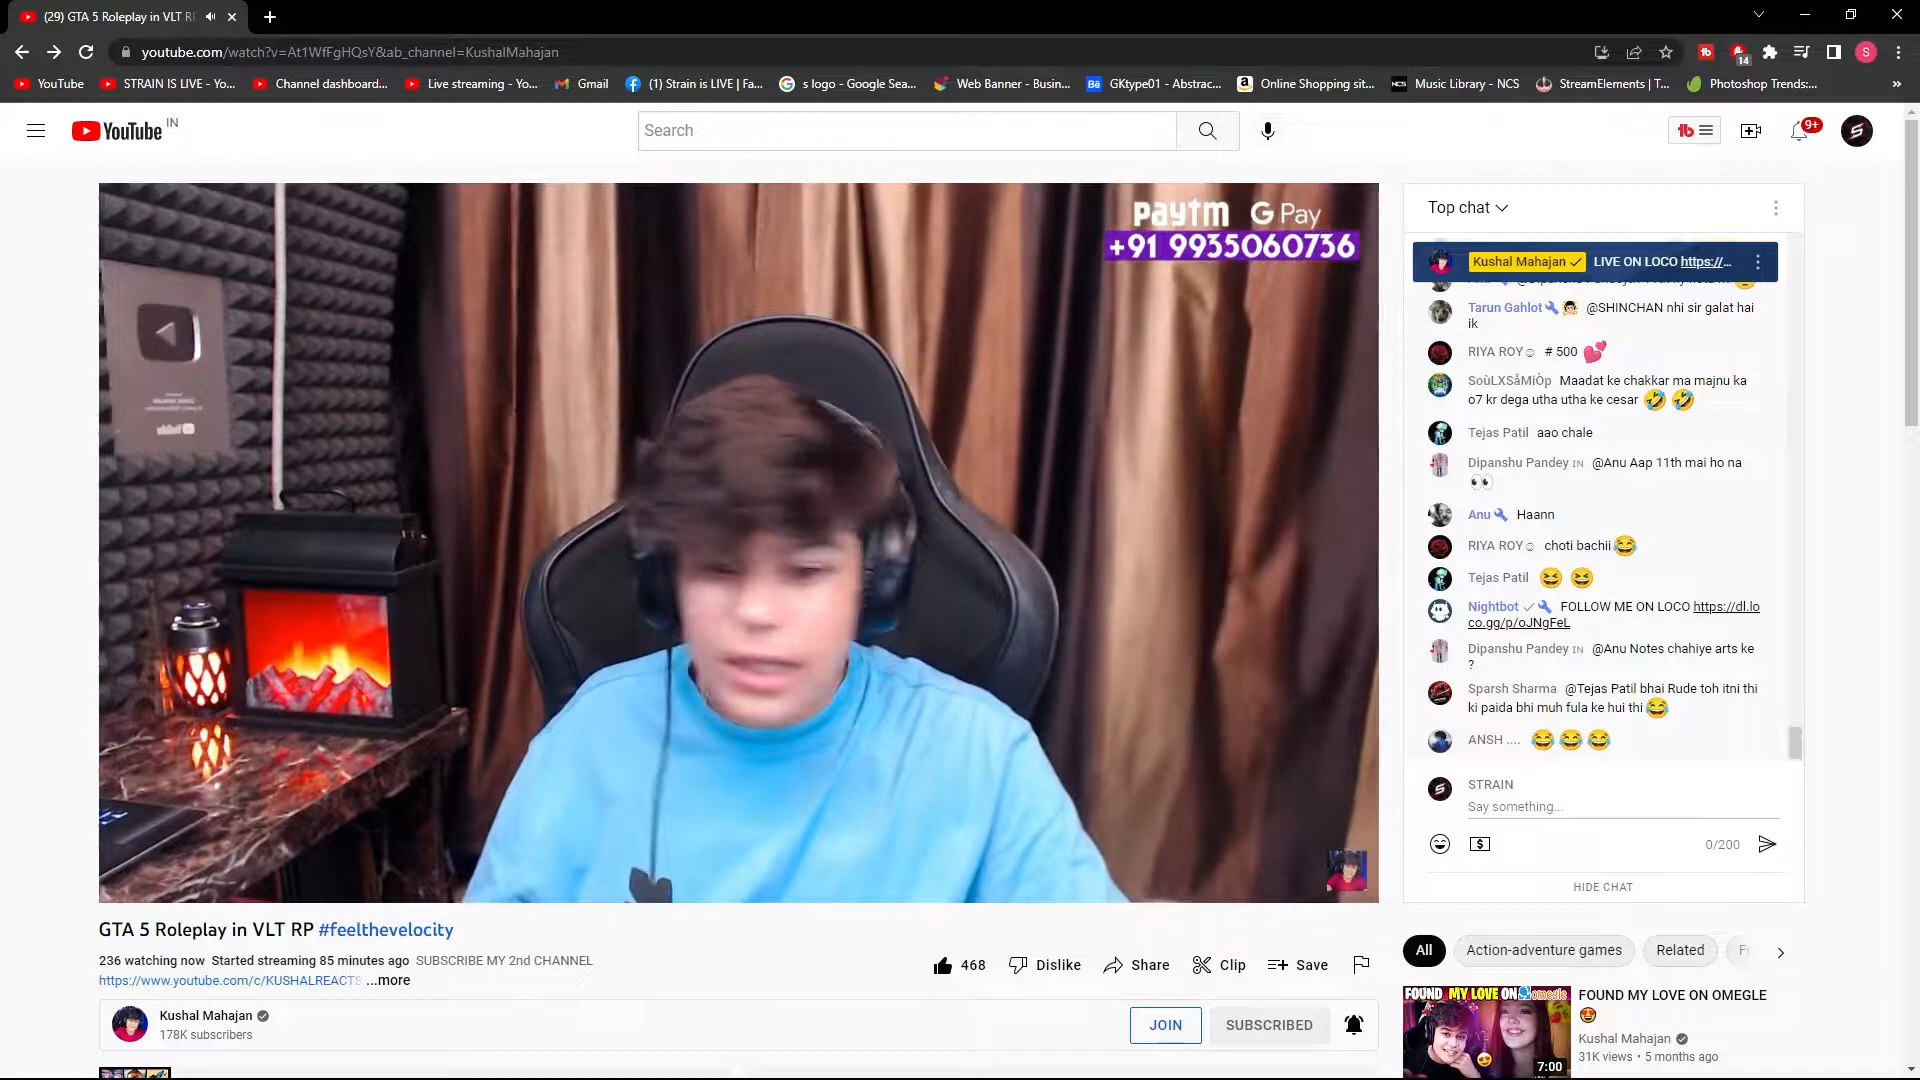 (29) GTA 5 Roleplay in VLT R
youtube.com/watch?v=At1WfFgHQsY&ab_channel=KushalMahajan
14
S
YouTube
STRAIN IS LIVE - Yo...
Channel dashboard...
Live streaming - Yo...
Gmail
(1) Strain is LIVE | Fa...
s logo - Google Sea...
Web Banner - Busin...
GKtype01 - Abstrac...
Online Shopping sit...
Music Library - NCS
StreamElements | T...
Photoshop Trends:...
YouTube IN
Search
9+
paytm G Pay
+91 9935060736
Top chat
Kushal Mahajan LIVE ON LOCO https://...
Tarun Gahlot @SHINCHAN nhi sir galat hai
ik
RIYA ROY☺ # 500 💕
SoùLXSåMiÒp Maadat ke chakkar ma majnu ka
o7 kr dega utha utha ke cesar 🤣 🤣
Tejas Patil aao chale
Dipanshu Pandey IN @Anu Aap 11th mai ho na
👀
Anu Haann
RIYA ROY☺ choti bachii😂
Tejas Patil 😆 😆
Nightbot FOLLOW ME ON LOCO https://dl.lo
co.gg/p/oJNgFeL
Dipanshu Pandey IN @Anu Notes chahiye arts ke
?
Sparsh Sharma @Tejas Patil bhai Rude toh itni thi
ki paida bhi muh fula ke hui thi😂
ANSH .... 😂😂😂
STRAIN
Say something...
0/200
HIDE CHAT
GTA 5 Roleplay in VLT RP #feelthevelocity
236 watching now Started streaming 85 minutes ago SUBSCRIBE MY 2nd CHANNEL
https://www.youtube.com/c/KUSHALREACTS ...more
468
Dislike
Share
Clip
Save
Kushal Mahajan
178K subscribers
JOIN
SUBSCRIBED
All
Action-adventure games
Related
FOUND MY LOVE ON omegle
7:00
FOUND MY LOVE ON OMEGLE
😍
Kushal Mahajan
31K views • 5 months ago